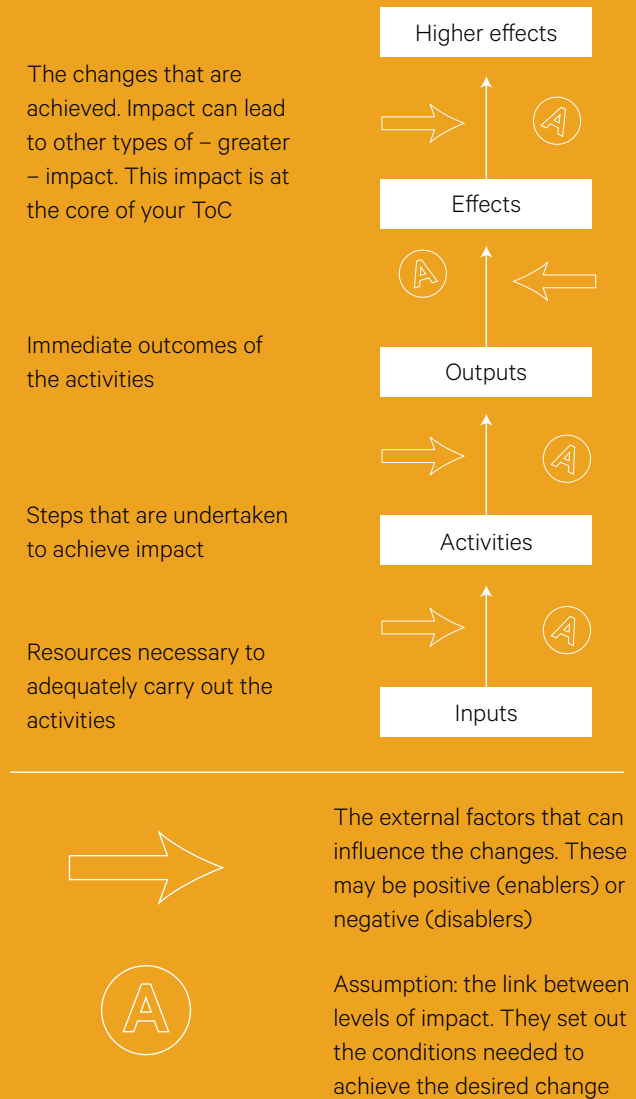 Higher effects
The changes that are
achieved. Impact can lead
to other types of – greater
– impact. This impact is at
the core of your ToC
A
Effects
A
Immediate outcomes of
the activities
Outputs
A
Steps that are undertaken
to achieve impact
Activities
A
Resources necessary to
adequately carry out the
activities
Inputs
The external factors that can
influence the changes. These
may be positive (enablers) or
negative (disablers)
A
Assumption: the link between
levels of impact. They set out
the conditions needed to
achieve the desired change